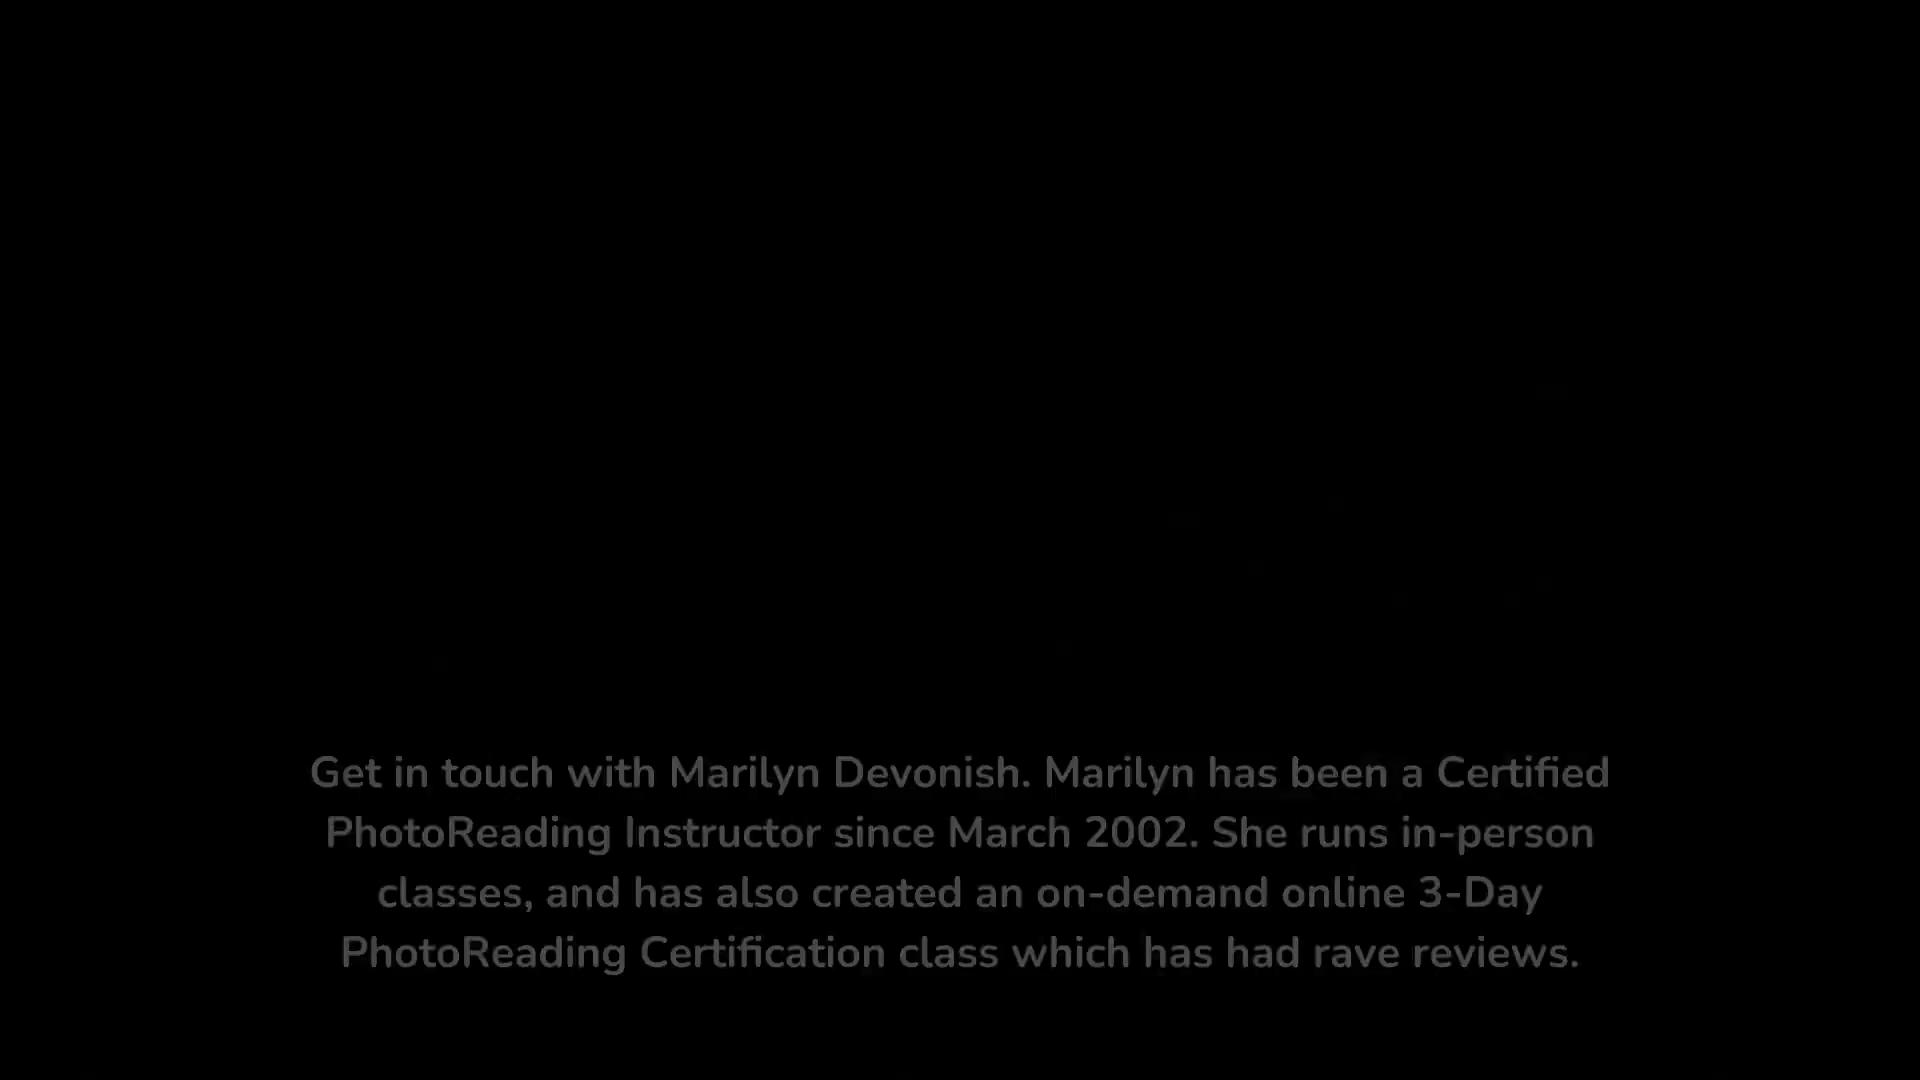 Get in touch with Marilyn Devonish. Marilyn has been a Certified
PhotoReading Instructor since March 2002. She runs in-person
classes, and has also created an on-demand online 3-Day
PhotoReading Certification class which has had rave reviews.